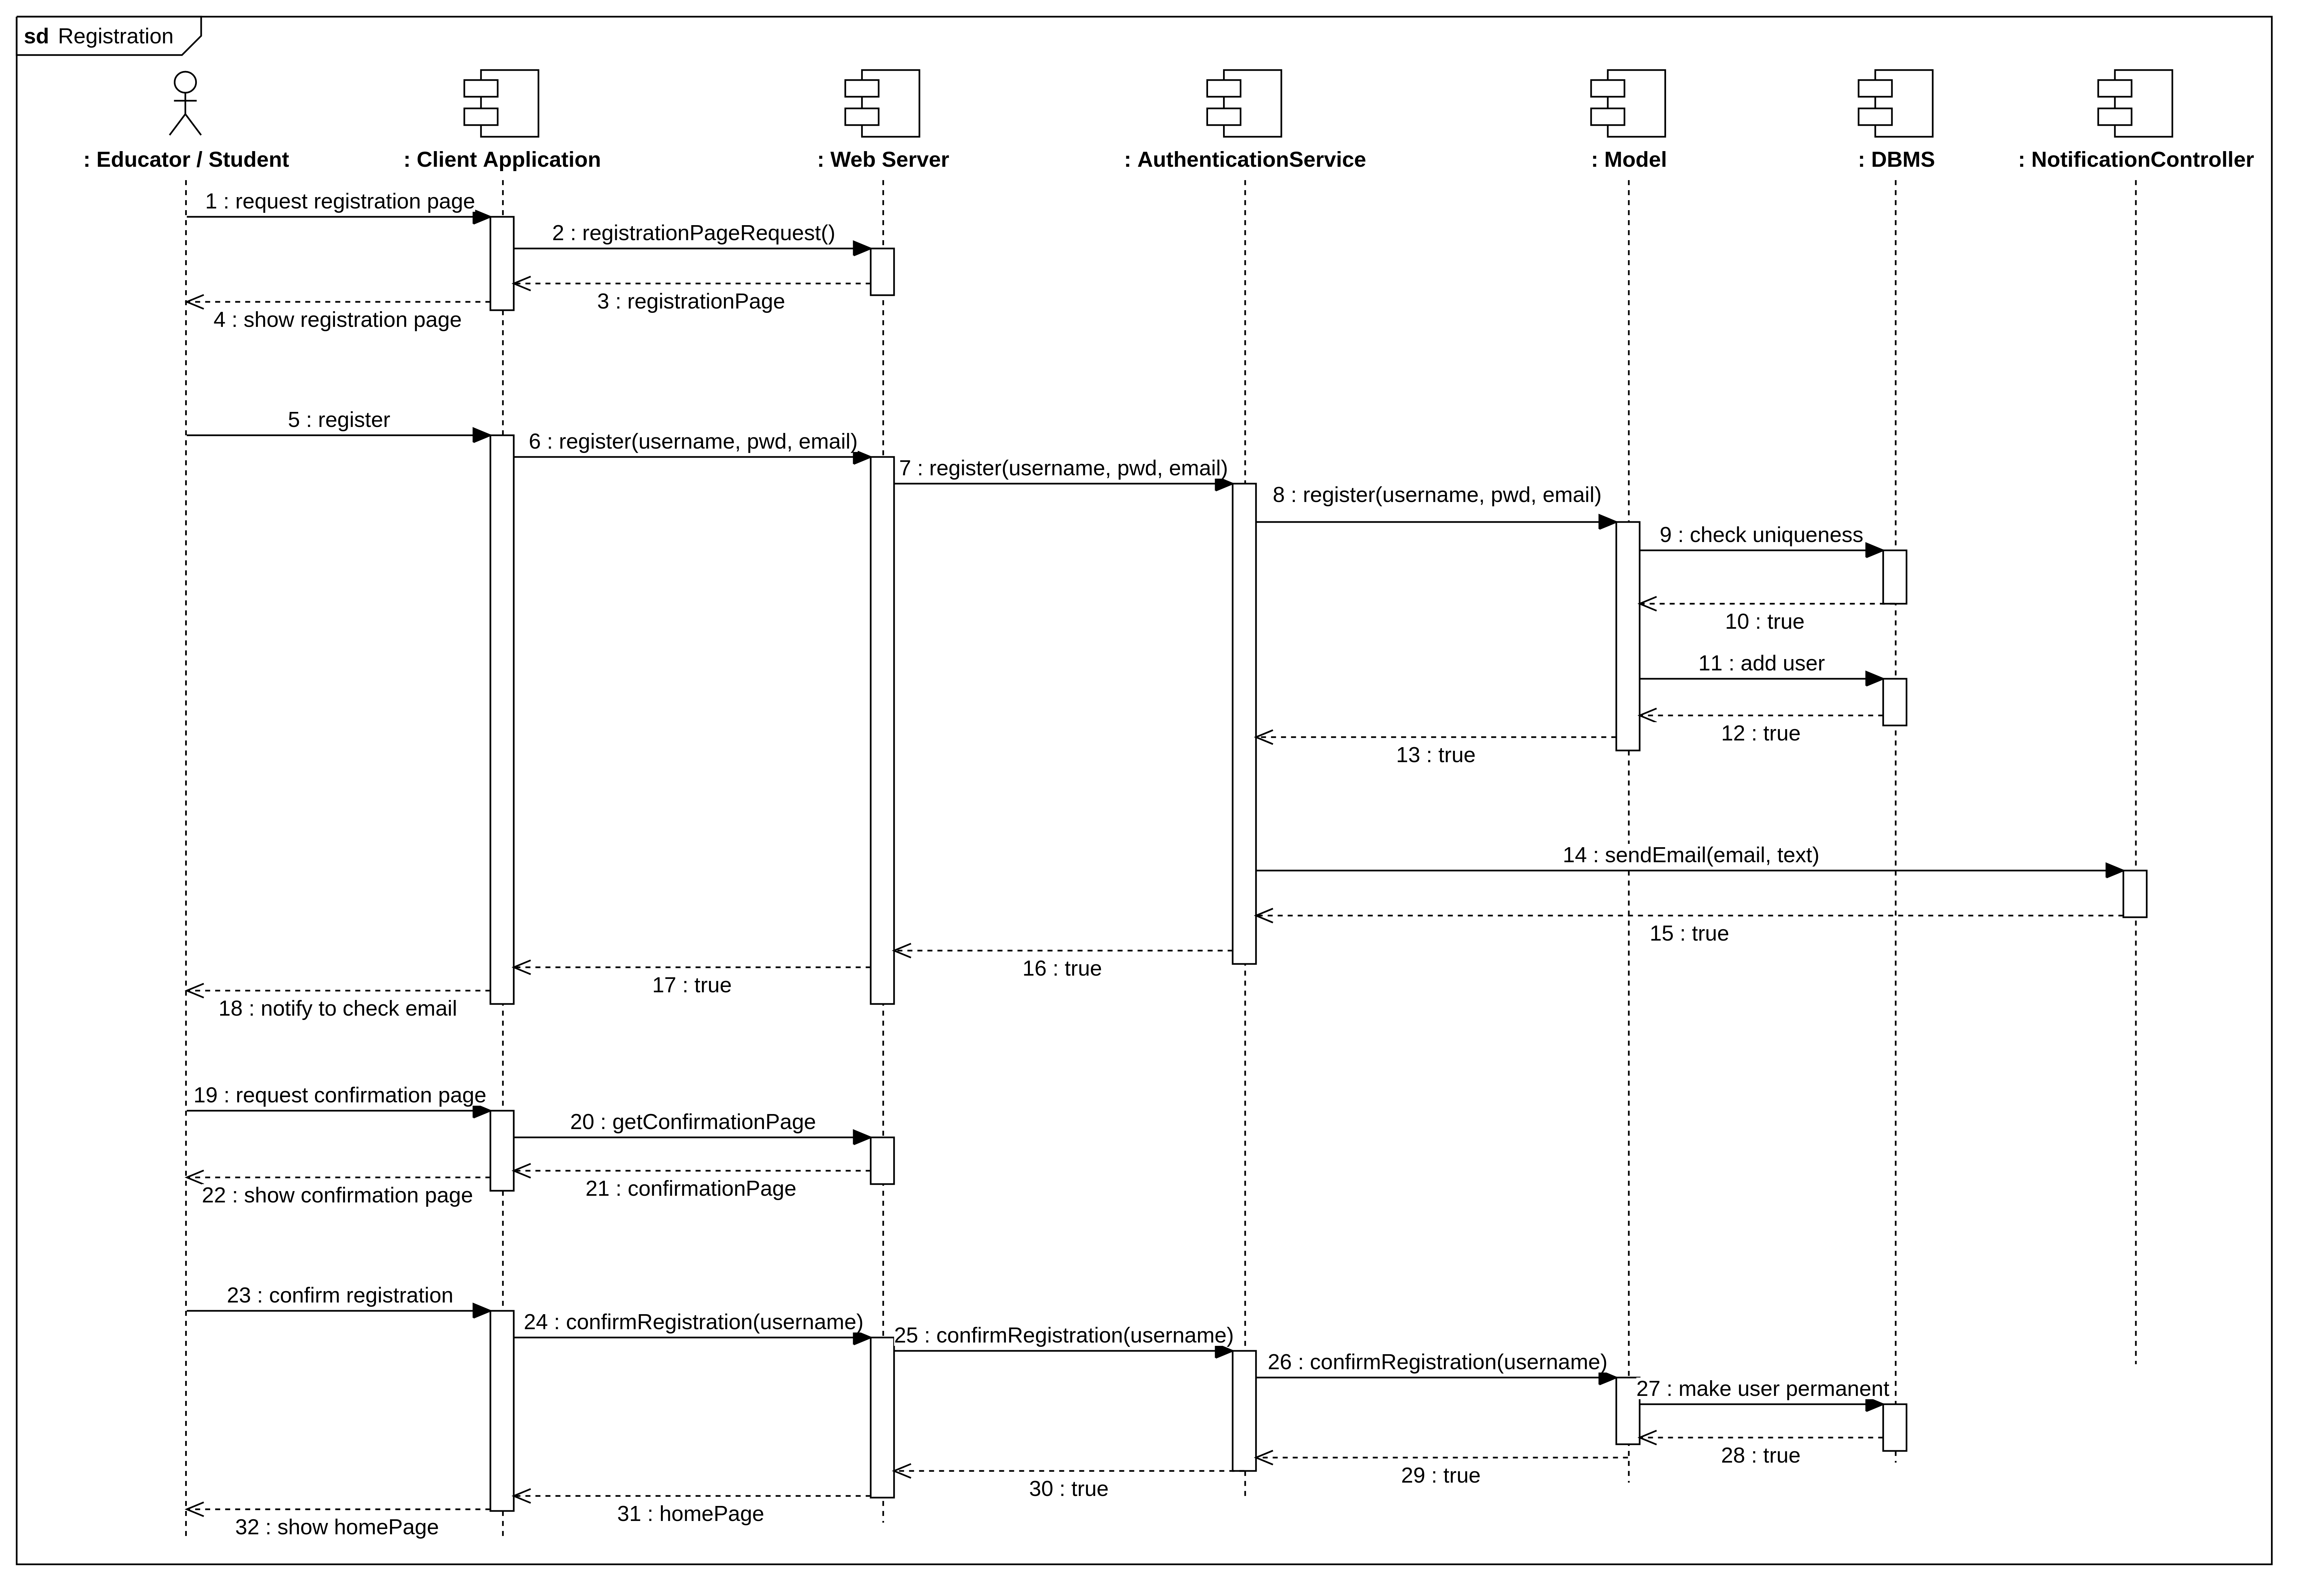 sd Registration
: Educator / Student
: Client Application
: Web Server
: AuthenticationService
: Model
: DBMS
: NotificationController
1 : request registration page
2 : registrationPageRequest()
3 : registrationPage
4 : show registration page
5 : register
6 : register(username, pwd, email)
7 : register(username, pwd, email)
8 : register(username, pwd, email)
9 : check uniqueness
10 : true
11 : add user
12 : true
13 : true
14 : sendEmail(email, text)
15 : true
16 : true
17 : true
18 : notify to check email
19 : request confirmation page
20 : getConfirmationPage
21 : confirmationPage
22 : show confirmation page
23 : confirm registration
24 : confirmRegistration(username)
25 : confirmRegistration(username)
26 : confirmRegistration(username)
27 : make user permanent
28 : true
29 : true
30 : true
31 : homePage
32 : show homePage